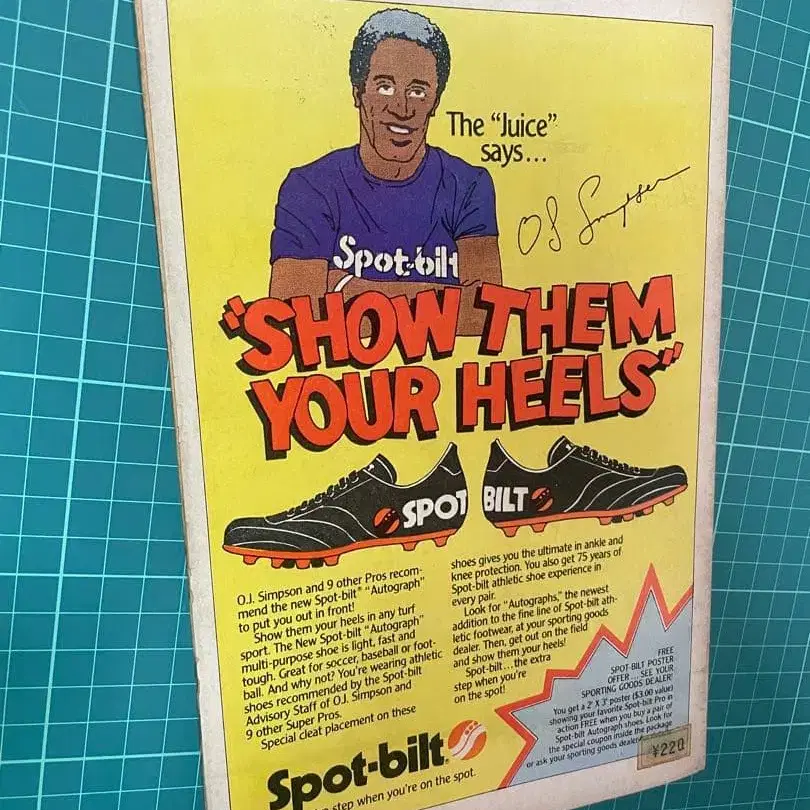 The "Juice"
says...
OJ Simpson
Spot-bilt
"SHOW THEM
YOUR HEELS"
SPOT BILT
O.J. Simpson and 9 other Pros recom-
mend the new Spot-bilt® "Autograph"
to put you out in front!
Show them your heels in any turf
sport. The New Spot-bilt "Autograph"
multi-purpose shoe is light, fast and
tough. Great for soccer, baseball or foot-
ball. And why not? You're wearing athletic
shoes recommended by the Spot-bilt
Advisory Staff of O.J. Simpson and
9 other Super Pros.
Special cleat placement on these
shoes gives you the ultimate in ankle and
knee protection. You also get 75 years of
Spot-bilt athletic shoe experience in
every pair.
Look for "Autographs," the newest
addition to the fine line of Spot-bilt ath-
letic footwear, at your sporting goods
dealer. Then, get out on the field
and show them your heels!
Spot-bilt...the extra
step when you're
on the spot!
FREE
SPOT-BILT POSTER
OFFER...SEE YOUR
SPORTING GOODS DEALER!
You get a 2' X 3' poster ($3.00 value)
showing your favorite Spot-bilt Pro in
action FREE when you buy a pair of
Spot-bilt Autograph shoes. Look for
the special coupon inside the package
or ask your sporting goods dealer
¥220
Spot-bilt®
step when you're on the spot.